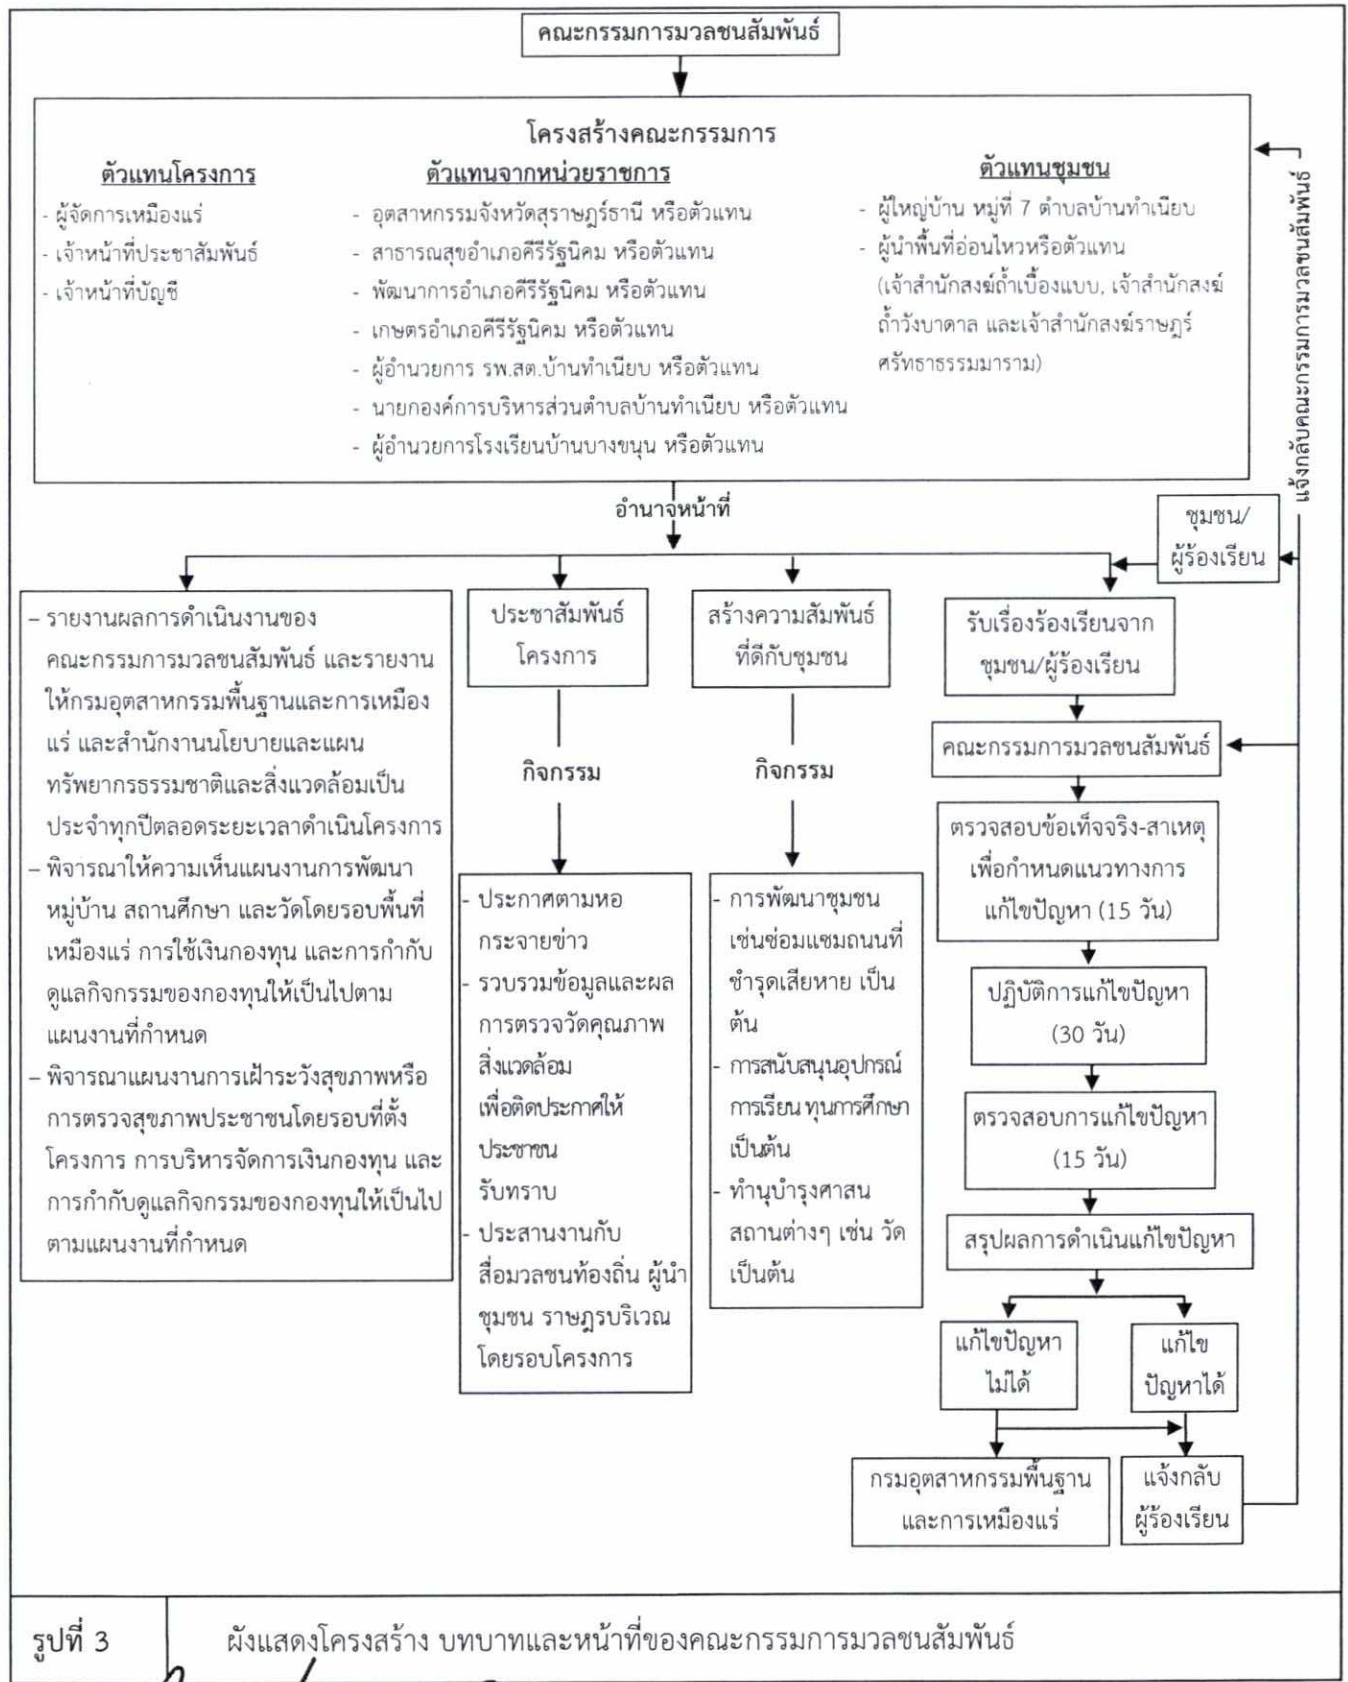 คณะกรรมการมวลชนสัมพันธ์
โครงสร้างคณะกรรมการ
ตัวแทนโครงการ
- ผู้จัดการเหมืองแร่
- เจ้าหน้าที่ประชาสัมพันธ์
- เจ้าหน้าที่บัญชี
ตัวแทนจากหน่วยราชการ
- อุตสาหกรรมจังหวัดสุราษฎร์ธานี หรือตัวแทน
- สาธารณสุขอำเภอคีรีรัฐนิคม หรือตัวแทน
- พัฒนาการอำเภอคีรีรัฐนิคม หรือตัวแทน
- เกษตรอำเภอคีรีรัฐนิคม หรือตัวแทน
- ผู้อำนวยการ รพ.สต.บ้านทำเนียบ หรือตัวแทน
- นายกองค์การบริหารส่วนตำบลบ้านทำเนียบ หรือตัวแทน
- ผู้อำนวยการโรงเรียนบ้านบางขนุน หรือตัวแทน
ตัวแทนชุมชน
- ผู้ใหญ่บ้าน หมู่ที่ 7 ตำบลบ้านทำเนียบ
- ผู้นำพื้นที่อ่อนไหวหรือตัวแทน
(เจ้าสำนักสงฆ์ถ้ำเบื้องแบบ, เจ้าสำนักสงฆ์
ถ้ำวังบาดาล และเจ้าสำนักสงฆ์ราษฎร์
ศรัทธาธรรมมาราม)
แจ้งกลับคณะกรรมการมวลชนสัมพันธ์
อำนาจหน้าที่
ชุมชน/
ผู้ร้องเรียน
– รายงานผลการดำเนินงานของ
คณะกรรมการมวลชนสัมพันธ์ และรายงาน
ให้กรมอุตสาหกรรมพื้นฐานและการเหมือง
แร่ และสำนักงานนโยบายและแผน
ทรัพยากรธรรมชาติและสิ่งแวดล้อมเป็น
ประจำทุกปีตลอดระยะเวลาดำเนินโครงการ
– พิจารณาให้ความเห็นแผนงานการพัฒนา
หมู่บ้าน สถานศึกษา และวัดโดยรอบพื้นที่
เหมืองแร่ การใช้เงินกองทุน และการกำกับ
ดูแลกิจกรรมของกองทุนให้เป็นไปตาม
แผนงานที่กำหนด
– พิจารณาแผนงานการเฝ้าระวังสุขภาพหรือ
การตรวจสุขภาพประชาชนโดยรอบที่ตั้ง
โครงการ การบริหารจัดการเงินกองทุน และ
การกำกับดูแลกิจกรรมของกองทุนให้เป็นไป
ตามแผนงานที่กำหนด
ประชาสัมพันธ์
โครงการ
กิจกรรม
- ประกาศตามหอ
กระจายข่าว
- รวบรวมข้อมูลและผล
การตรวจวัดคุณภาพ
สิ่งแวดล้อม
เพื่อติดประกาศให้
ประชาชน
รับทราบ
- ประสานงานกับ
สื่อมวลชนท้องถิ่น ผู้นำ
ชุมชน ราษฎรบริเวณ
โดยรอบโครงการ
สร้างความสัมพันธ์
ที่ดีกับชุมชน
กิจกรรม
- การพัฒนาชุมชน
เช่นซ่อมแซมถนนที่
ชำรุดเสียหาย เป็น
ต้น
- การสนับสนุนอุปกรณ์
การเรียน ทุนการศึกษา
เป็นต้น
- ทำนุบำรุงศาสน
สถานต่างๆ เช่น วัด
เป็นต้น
รับเรื่องร้องเรียนจาก
ชุมชน/ผู้ร้องเรียน
คณะกรรมการมวลชนสัมพันธ์
ตรวจสอบข้อเท็จจริง-สาเหตุ
เพื่อกำหนดแนวทางการ
แก้ไขปัญหา (15 วัน)
ปฏิบัติการแก้ไขปัญหา
(30 วัน)
ตรวจสอบการแก้ไขปัญหา
(15 วัน)
สรุปผลการดำเนินแก้ไขปัญหา
แก้ไขปัญหา
ไม่ได้
แก้ไข
ปัญหาได้
กรมอุตสาหกรรมพื้นฐาน
และการเหมืองแร่
แจ้งกลับ
ผู้ร้องเรียน
รูปที่ 3
ผังแสดงโครงสร้าง บทบาทและหน้าที่ของคณะกรรมการมวลชนสัมพันธ์